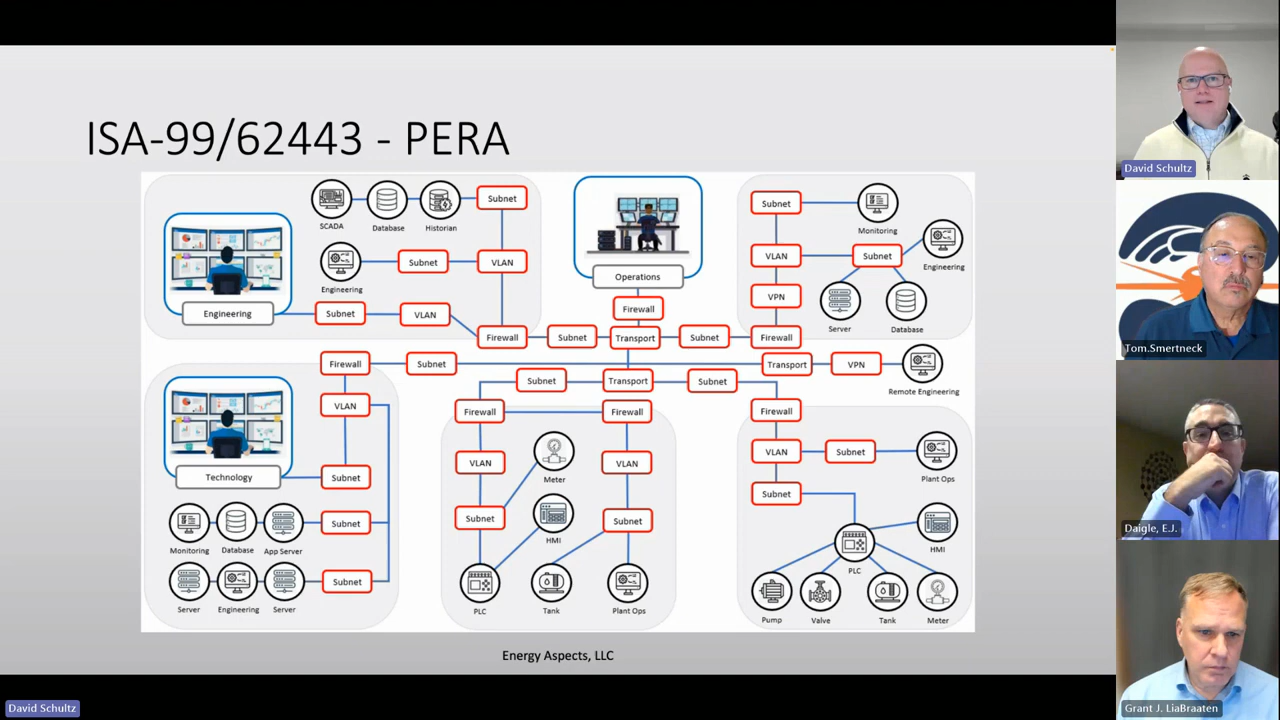 ISA-99/62443 - PERA
SCADA
Database
Historian
Subnet
Engineering
Subnet
VLAN
Engineering
Subnet
VLAN
Firewall
Operations
Firewall
Subnet
Transport
Subnet
Subnet
Monitoring
VLAN
Subnet
Engineering
VPN
Server
Database
Firewall
Firewall
Subnet
Transport
VPN
Remote Engineering
Subnet
Transport
Subnet
VLAN
Technology
Subnet
Monitoring
Database
App Server
Subnet
Server
Engineering
Server
Subnet
Firewall
Firewall
VLAN
Meter
VLAN
Subnet
HMI
Subnet
PLC
Tank
Plant Ops
Firewall
VLAN
Subnet
Plant Ops
Subnet
HMI
PLC
Pump
Valve
Tank
Meter
Energy Aspects, LLC
David Schultz
David Schultz
Tom.Smertneck
Daigle, E.J.
Grant J. LiaBraaten